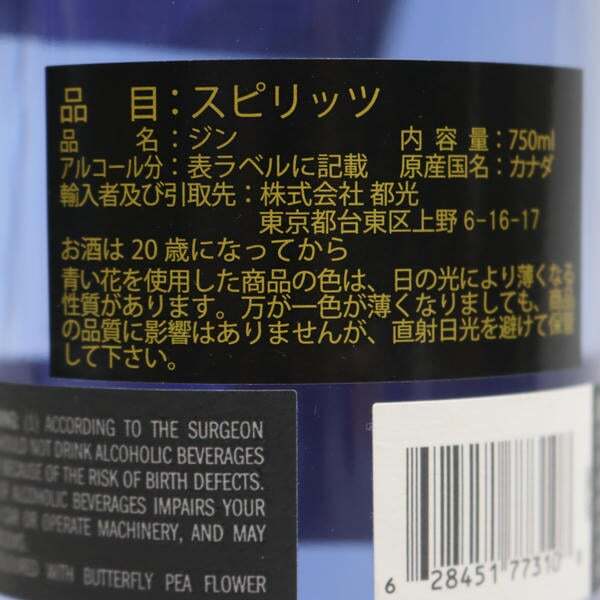 品 目：スピリッツ
品 名：ジン 内 容 量：750ml
アルコール分：表ラベルに記載 原産国名：カナダ
輸入者及び引取先：株式会社 都光
東京都台東区上野 6-16-17
お酒は 20 歳になってから
青い花を使用した商品の色は、日の光により薄くなる
性質があります。万が一色が薄くなりましても、商品
の品質に影響はありませんが、直射日光を避けて保管
して下さい。
(1) ACCORDING TO THE SURGEON
NOT DRINK ALCOHOLIC BEVERAGES
BECAUSE OF THE RISK OF BIRTH DEFECTS.
ALCOHOLIC BEVERAGES IMPAIRS YOUR
OR OPERATE MACHINERY, AND MAY
WITH BUTTERFLY PEA FLOWER
6 28451 77310 8